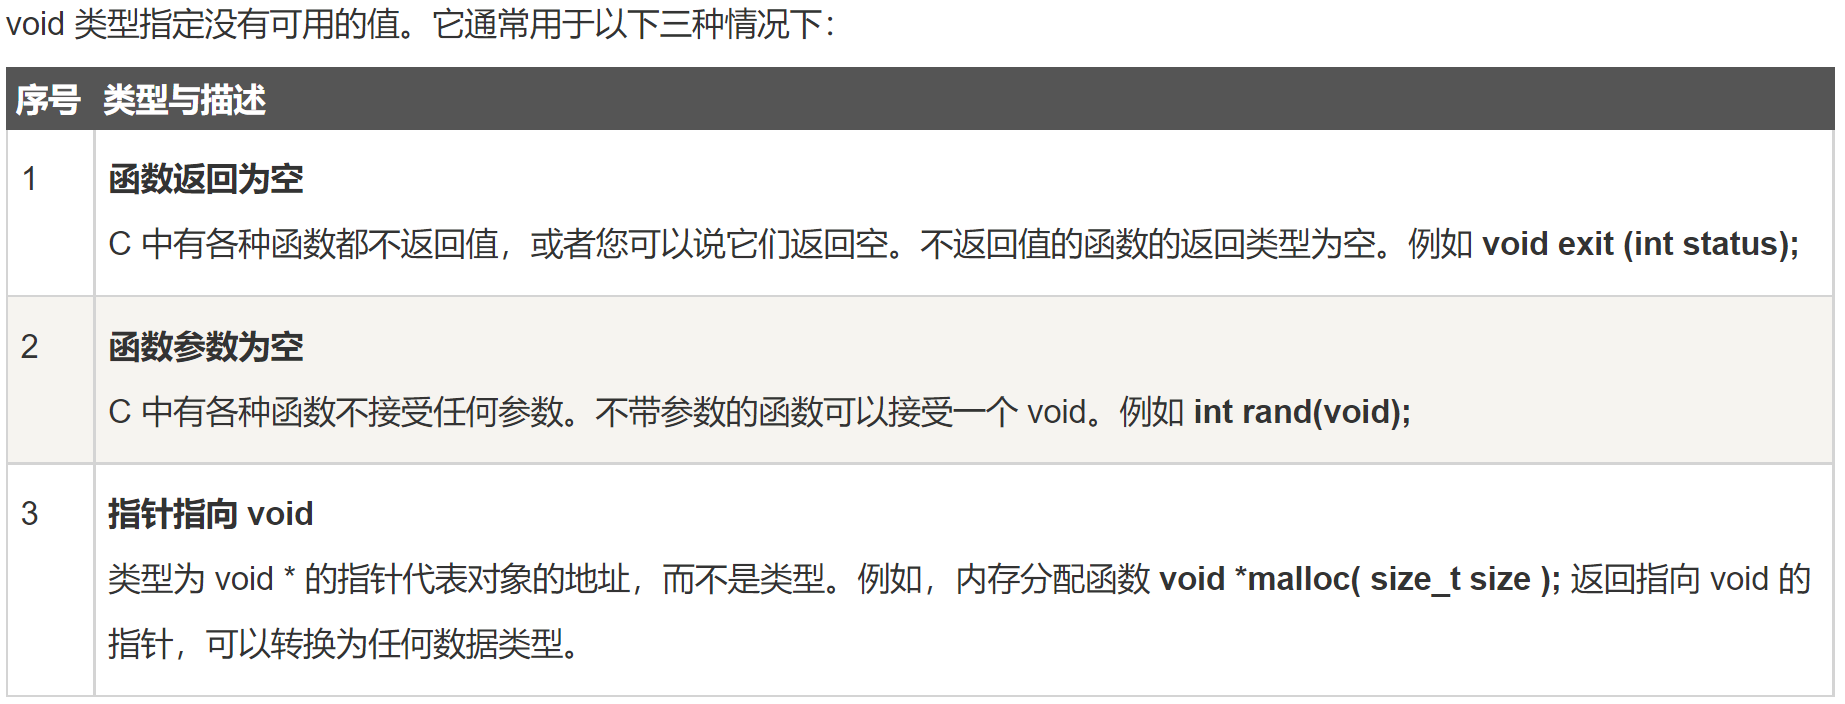 void 类型指定没有可用的值。它通常用于以下三种情况下：
序号 类型与描述
1 函数返回为空
C 中有各种函数都不返回值，或者您可以说它们返回空。不返回值的函数的返回类型为空。例如 void exit (int status);
2 函数参数为空
C 中有各种函数不接受任何参数。不带参数的函数可以接受一个 void。例如 int rand(void);
3 指针指向 void
类型为 void * 的指针代表对象的地址，而不是类型。例如，内存分配函数 void *malloc( size_t size ); 返回指向 void 的
指针，可以转换为任何数据类型。